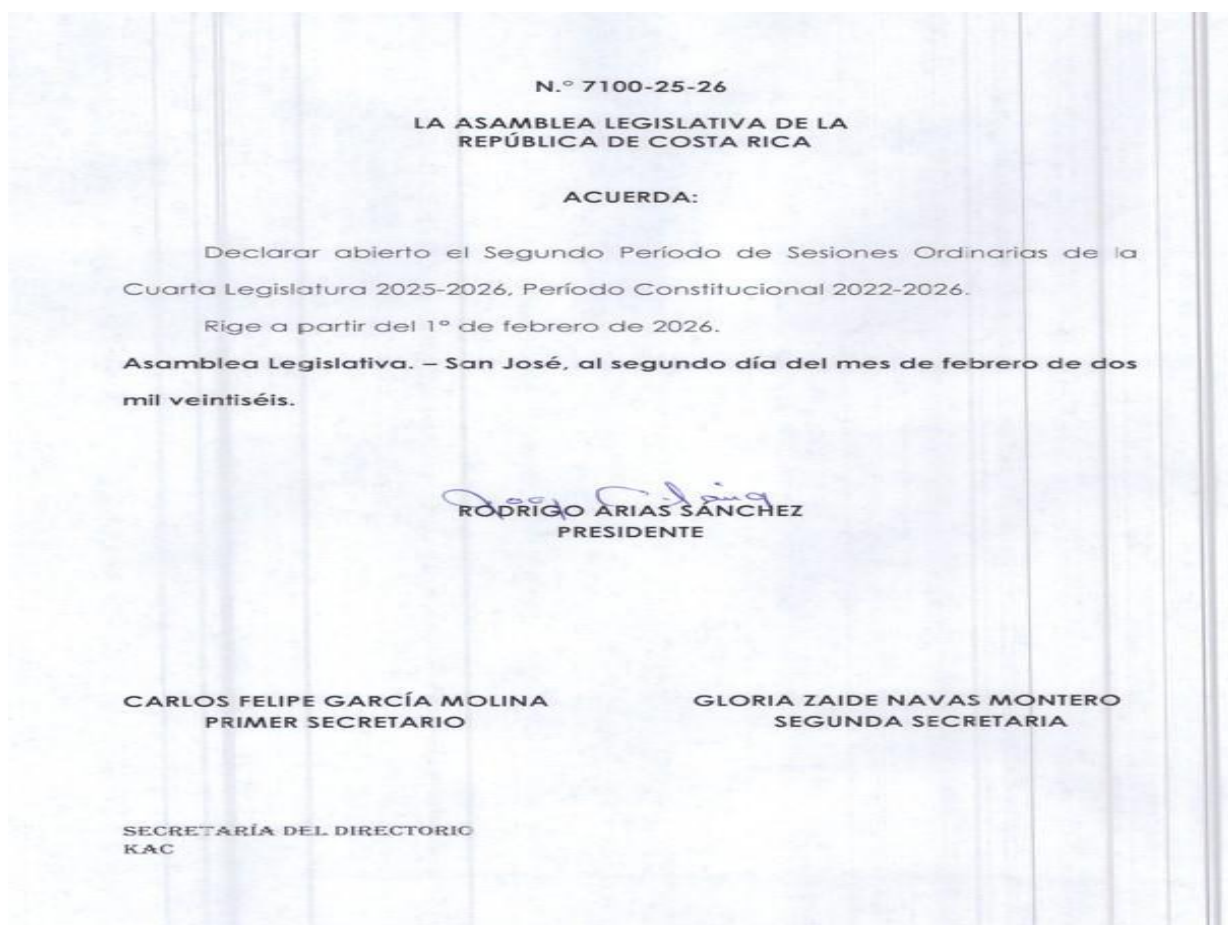 N.° 7100-25-26
LA ASAMBLEA LEGISLATIVA DE LA
REPÚBLICA DE COSTA RICA
ACUERDA:
Declarar abierto el Segundo Período de Sesiones Ordinarias de la
Cuarta Legislatura 2025-2026, Período Constitucional 2022-2026.
Rige a partir del 1° de febrero de 2026.
Asamblea Legislativa. – San José, al segundo día del mes de febrero de dos
mil veintiséis.
RODRIGO ARIAS SÁNCHEZ
PRESIDENTE
CARLOS FELIPE GARCÍA MOLINA
PRIMER SECRETARIO
GLORIA ZAIDE NAVAS MONTERO
SEGUNDA SECRETARIA
SECRETARÍA DEL DIRECTORIO
KAC